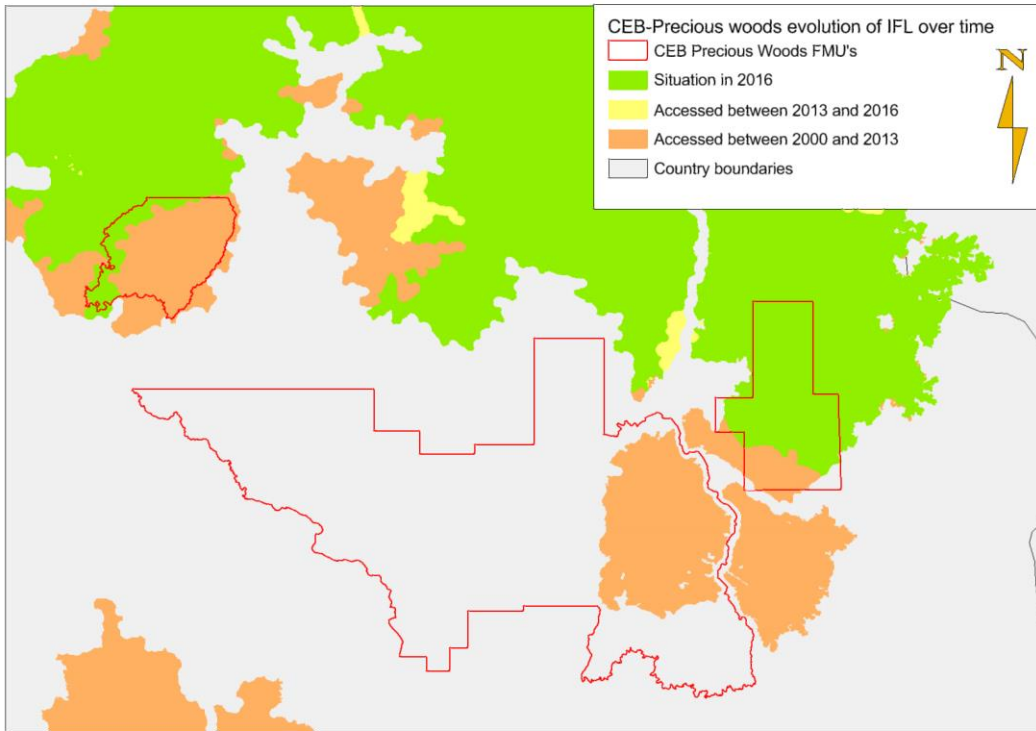 CEB-Precious woods evolution of IFL over time
CEB Precious Woods FMU's
Situation in 2016
Accessed between 2013 and 2016
Accessed between 2000 and 2013
Country boundaries
N